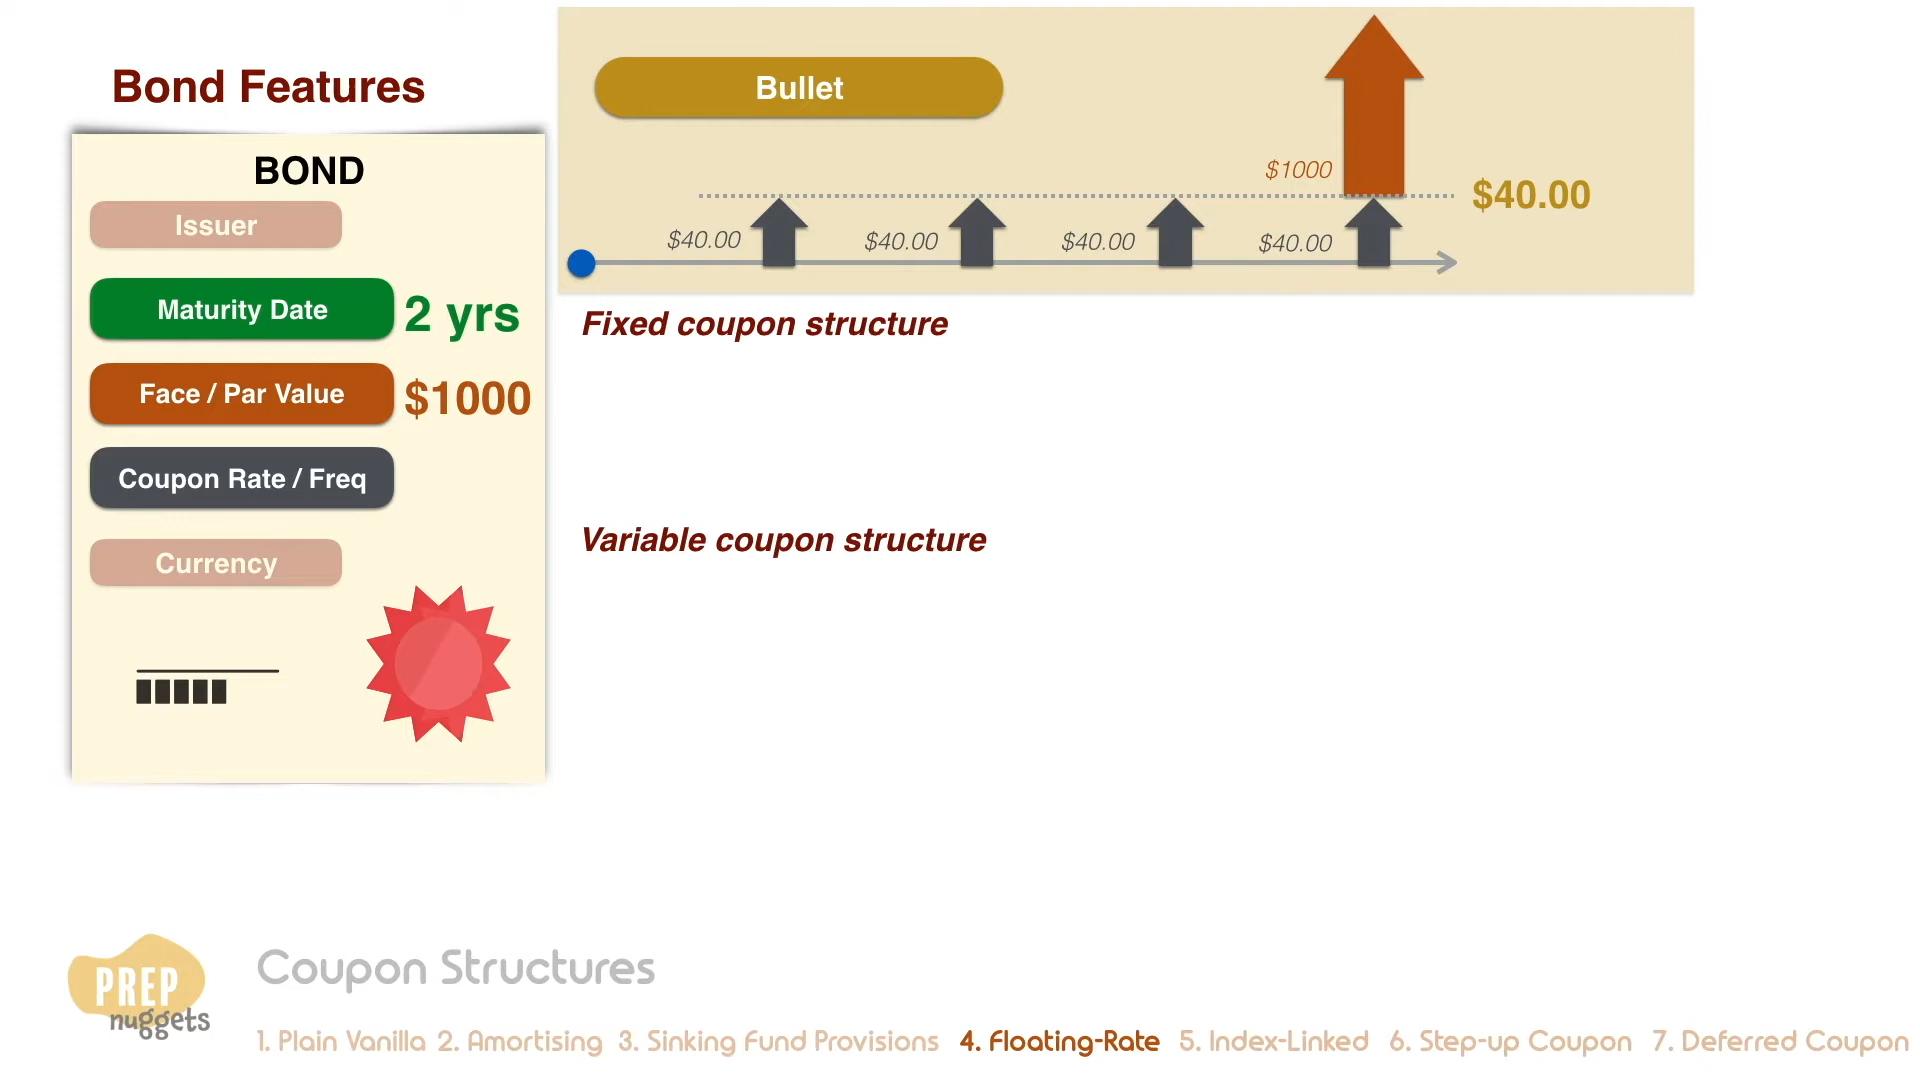 Bond Features
BOND
Issuer
Maturity Date 2 yrs
Face / Par Value $1000
Coupon Rate / Freq
Currency
Bullet
$1000
$40.00
$40.00 $40.00 $40.00 $40.00
Fixed coupon structure
Variable coupon structure
PREP
nuggets
Coupon Structures
1. Plain Vanilla 2. Amortising 3. Sinking Fund Provisions 4. Floating-Rate 5. Index-Linked 6. Step-up Coupon 7. Deferred Coupon